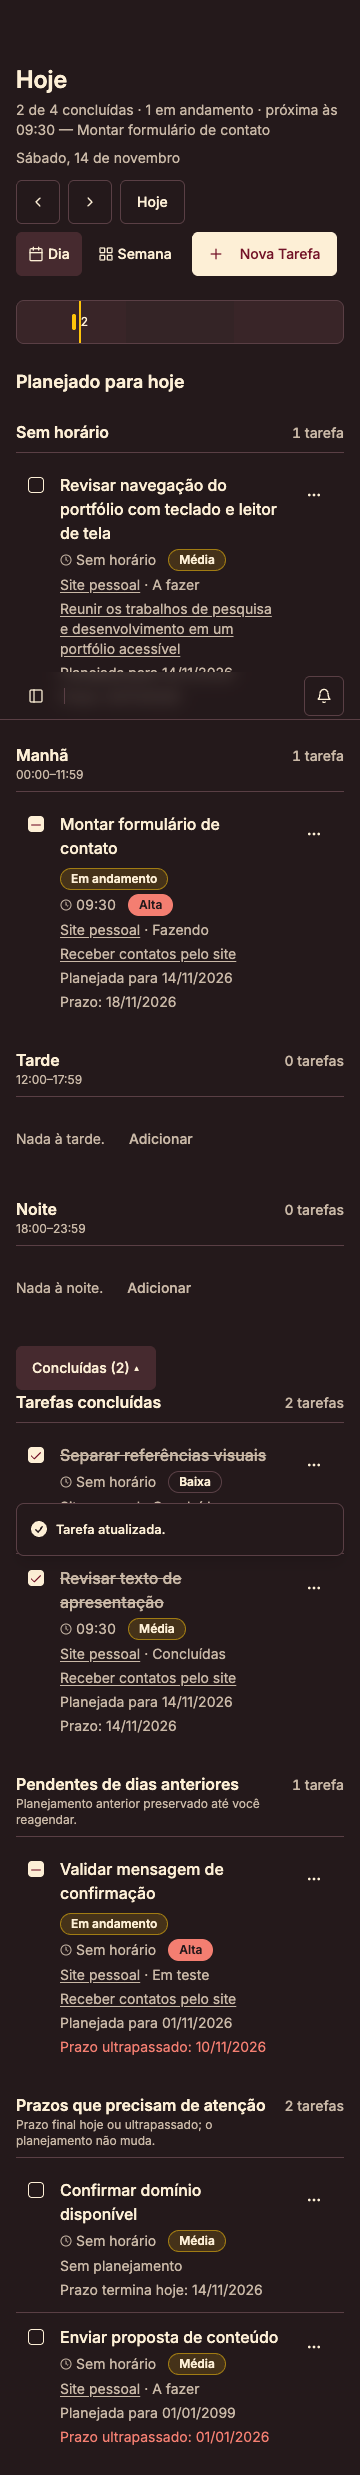 Hoje
2 de 4 concluídas · 1 em andamento · próxima às
09:30 — Montar formulário de contato
Sábado, 14 de novembro
Hoje
Dia
Semana
Nova Tarefa
2
Planejado para hoje
Sem horário
1 tarefa
Revisar navegação do
portfólio com teclado e leitor
de tela
Sem horário
Média
Site pessoal · A fazer
Reunir os trabalhos de pesquisa
e desenvolvimento em um
portfólio acessível
Planejada para 14/11/2026
Manhã
1 tarefa
00:00–11:59
Montar formulário de
contato
Em andamento
09:30
Alta
Site pessoal · Fazendo
Receber contatos pelo site
Planejada para 14/11/2026
Prazo: 18/11/2026
Tarde
0 tarefas
12:00–17:59
Nada à tarde.
Adicionar
Noite
0 tarefas
18:00–23:59
Nada à noite.
Adicionar
Concluídas (2)
Tarefas concluídas
2 tarefas
Separar referências visuais
Sem horário
Baixa
Tarefa atualizada.
Revisar texto de
apresentação
09:30
Média
Site pessoal · Concluídas
Receber contatos pelo site
Planejada para 14/11/2026
Prazo: 14/11/2026
Pendentes de dias anteriores
1 tarefa
Planejamento anterior preservado até você
reagendar.
Validar mensagem de
confirmação
Em andamento
Sem horário
Alta
Site pessoal · Em teste
Receber contatos pelo site
Planejada para 01/11/2026
Prazo ultrapassado: 10/11/2026
Prazos que precisam de atenção
2 tarefas
Prazo final hoje ou ultrapassado; o
planejamento não muda.
Confirmar domínio
disponível
Sem horário
Média
Sem planejamento
Prazo termina hoje: 14/11/2026
Enviar proposta de conteúdo
Sem horário
Média
Site pessoal · A fazer
Planejada para 01/01/2099
Prazo ultrapassado: 01/01/2026